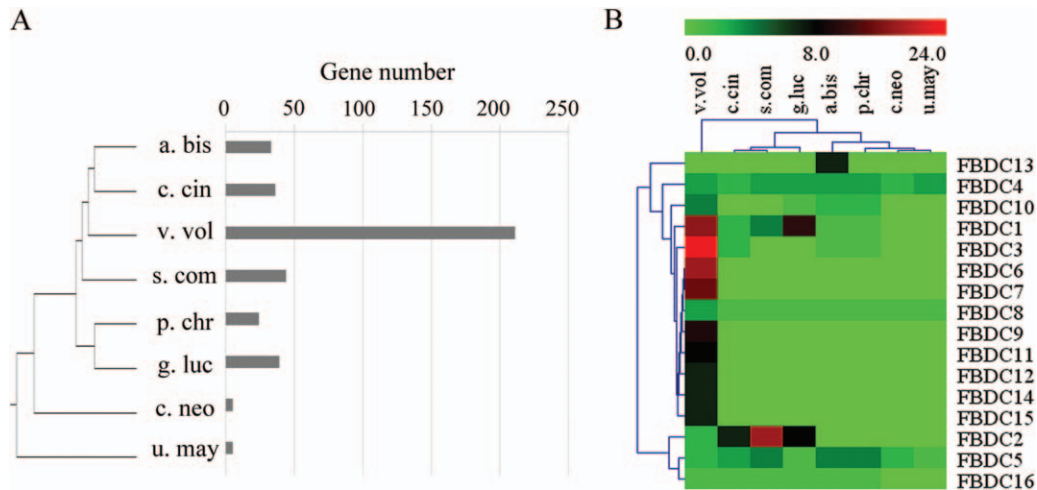 A
Gene number
0 50 100 150 200 250
a. bis
c. cin
v. vol
s. com
p. chr
g. luc
c. neo
u. may
B
0.0 8.0 24.0
v.vol c.cin s.com g.luc a.bis p.chr c.neo u.may
FBDC13
FBDC4
FBDC10
FBDC1
FBDC3
FBDC6
FBDC7
FBDC8
FBDC9
FBDC11
FBDC12
FBDC14
FBDC15
FBDC2
FBDC5
FBDC16